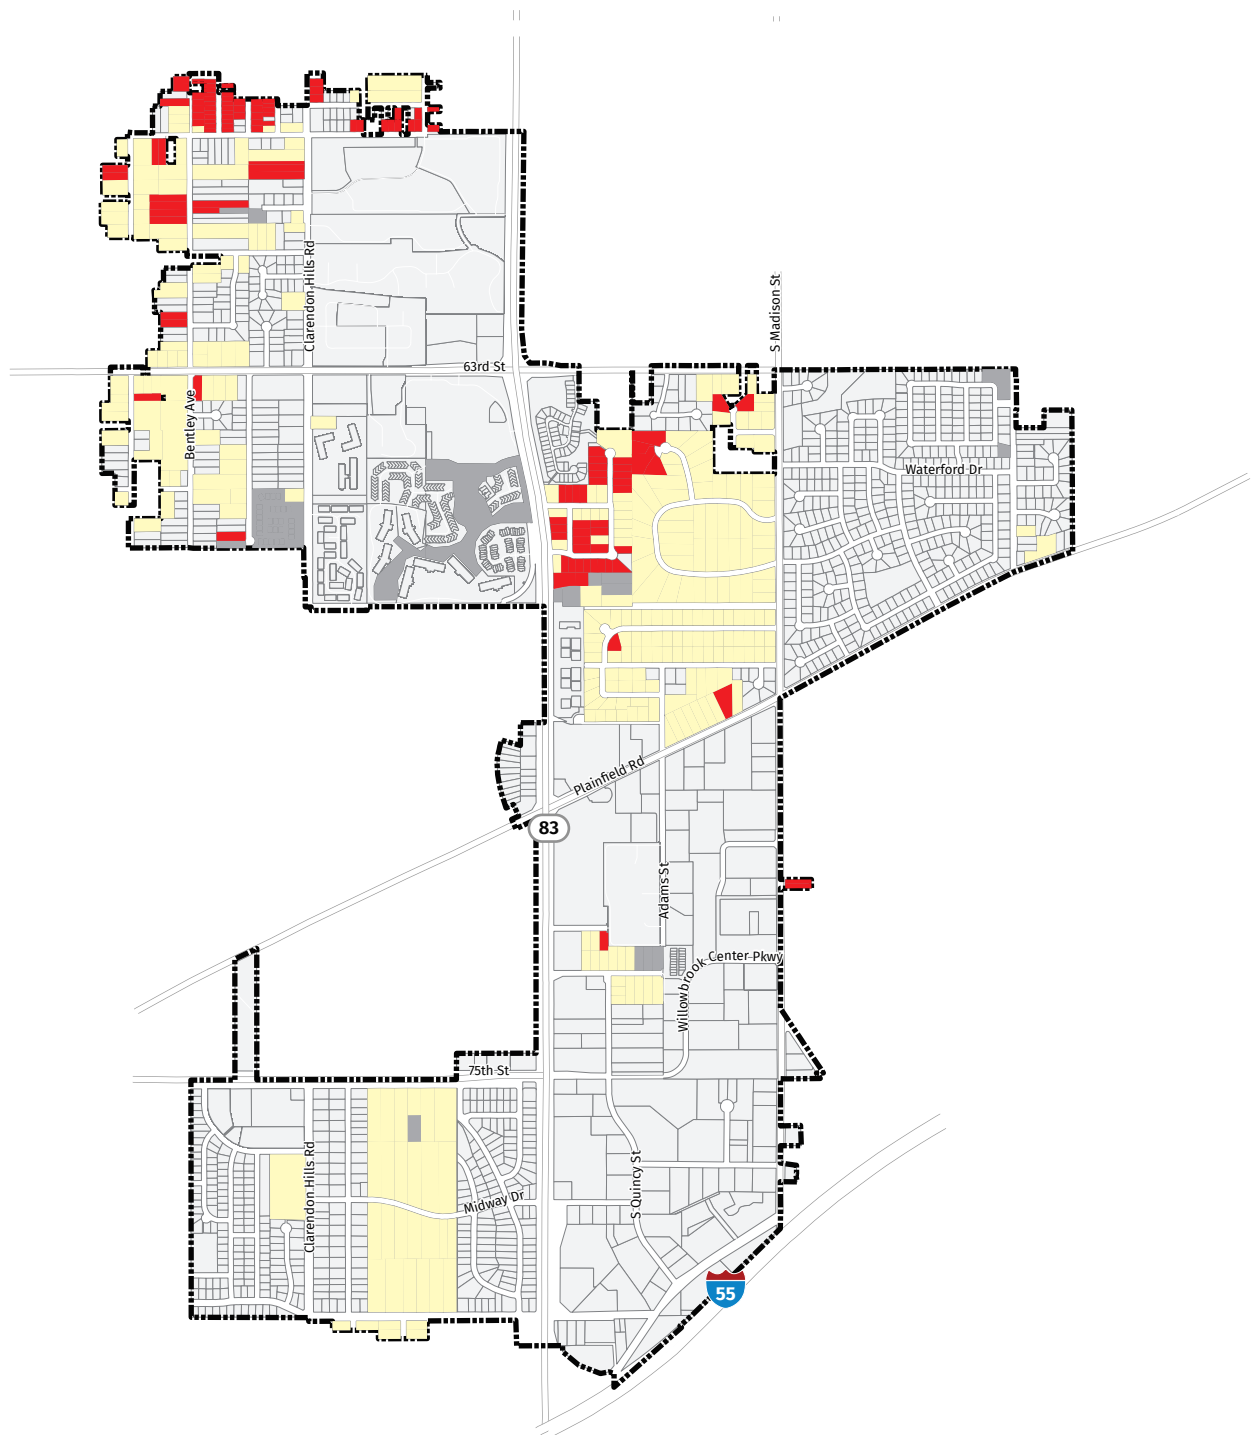 Clarendon Hills Rd
S Madison St
63rd St
Bentley Ave
Waterford Dr
Plainfield Rd
83
Adams St
Willowbrook Center Pkwy
75th St
Clarendon Hills Rd
S Quincy St
Midway Dr
55